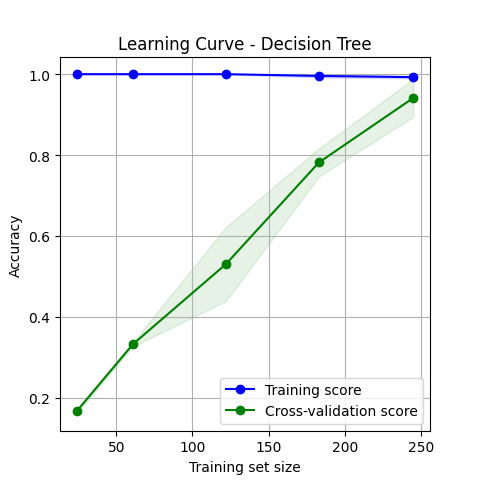 Learning Curve - Decision Tree
1.0
0.8
0.6
0.4
0.2
Accuracy
Training score
Cross-validation score
50
100
150
200
250
Training set size